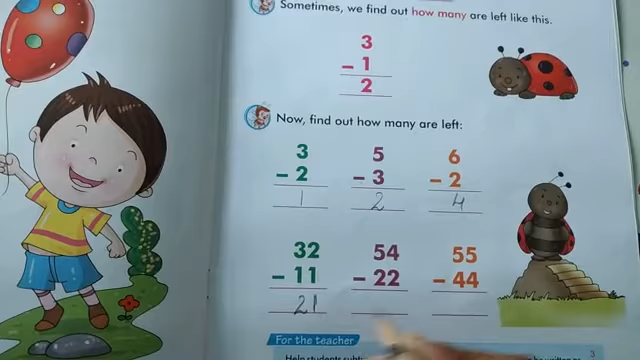 Sometimes, we find out how many are left like this.
3
- 1
2
Now, find out how many are left:
3 5 6
- 2 - 3 - 2
1 2 4
32 54 55
- 11 - 22 - 44
21
For the teacher
Help students
3